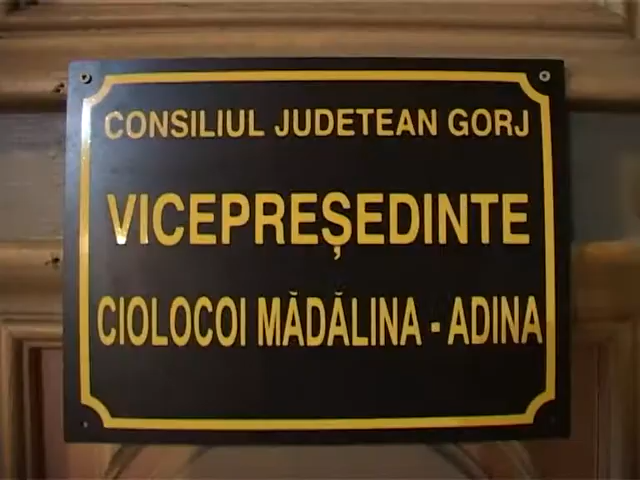 CONSILIUL JUDETEAN GORJ
VICEPREȘEDINTE
CIOLOCOI MĂDĂLINA - ADINA